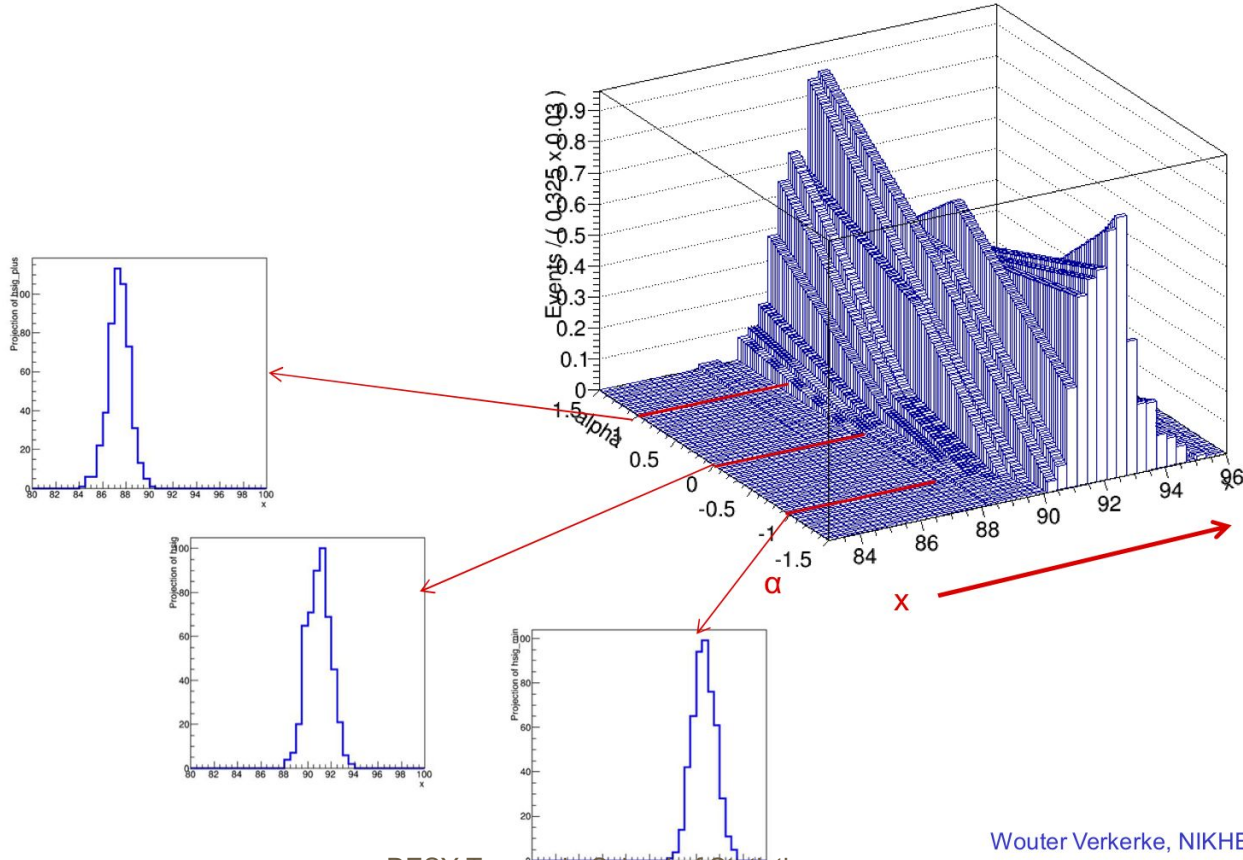 Events / ( 0.325 x 0.03 )
0.9
0.8
0.7
0.6
0.5
0.4
0.3
0.2
0.1
0
1.5
1
0.5
0
-0.5
-1
-1.5
alpha
84
86
88
90
92
94
96
x
α
x
Projection of hsig_plus
100
80
60
40
20
0
80 82 84 86 88 90 92 94 96 98 100
x
Projection of hsig
100
80
60
40
20
0
80 82 84 86 88 90 92 94 96 98 100
x
Projection of hsig_min
100
80
60
40
20
Wouter Verkerke, NIKHE
DESY